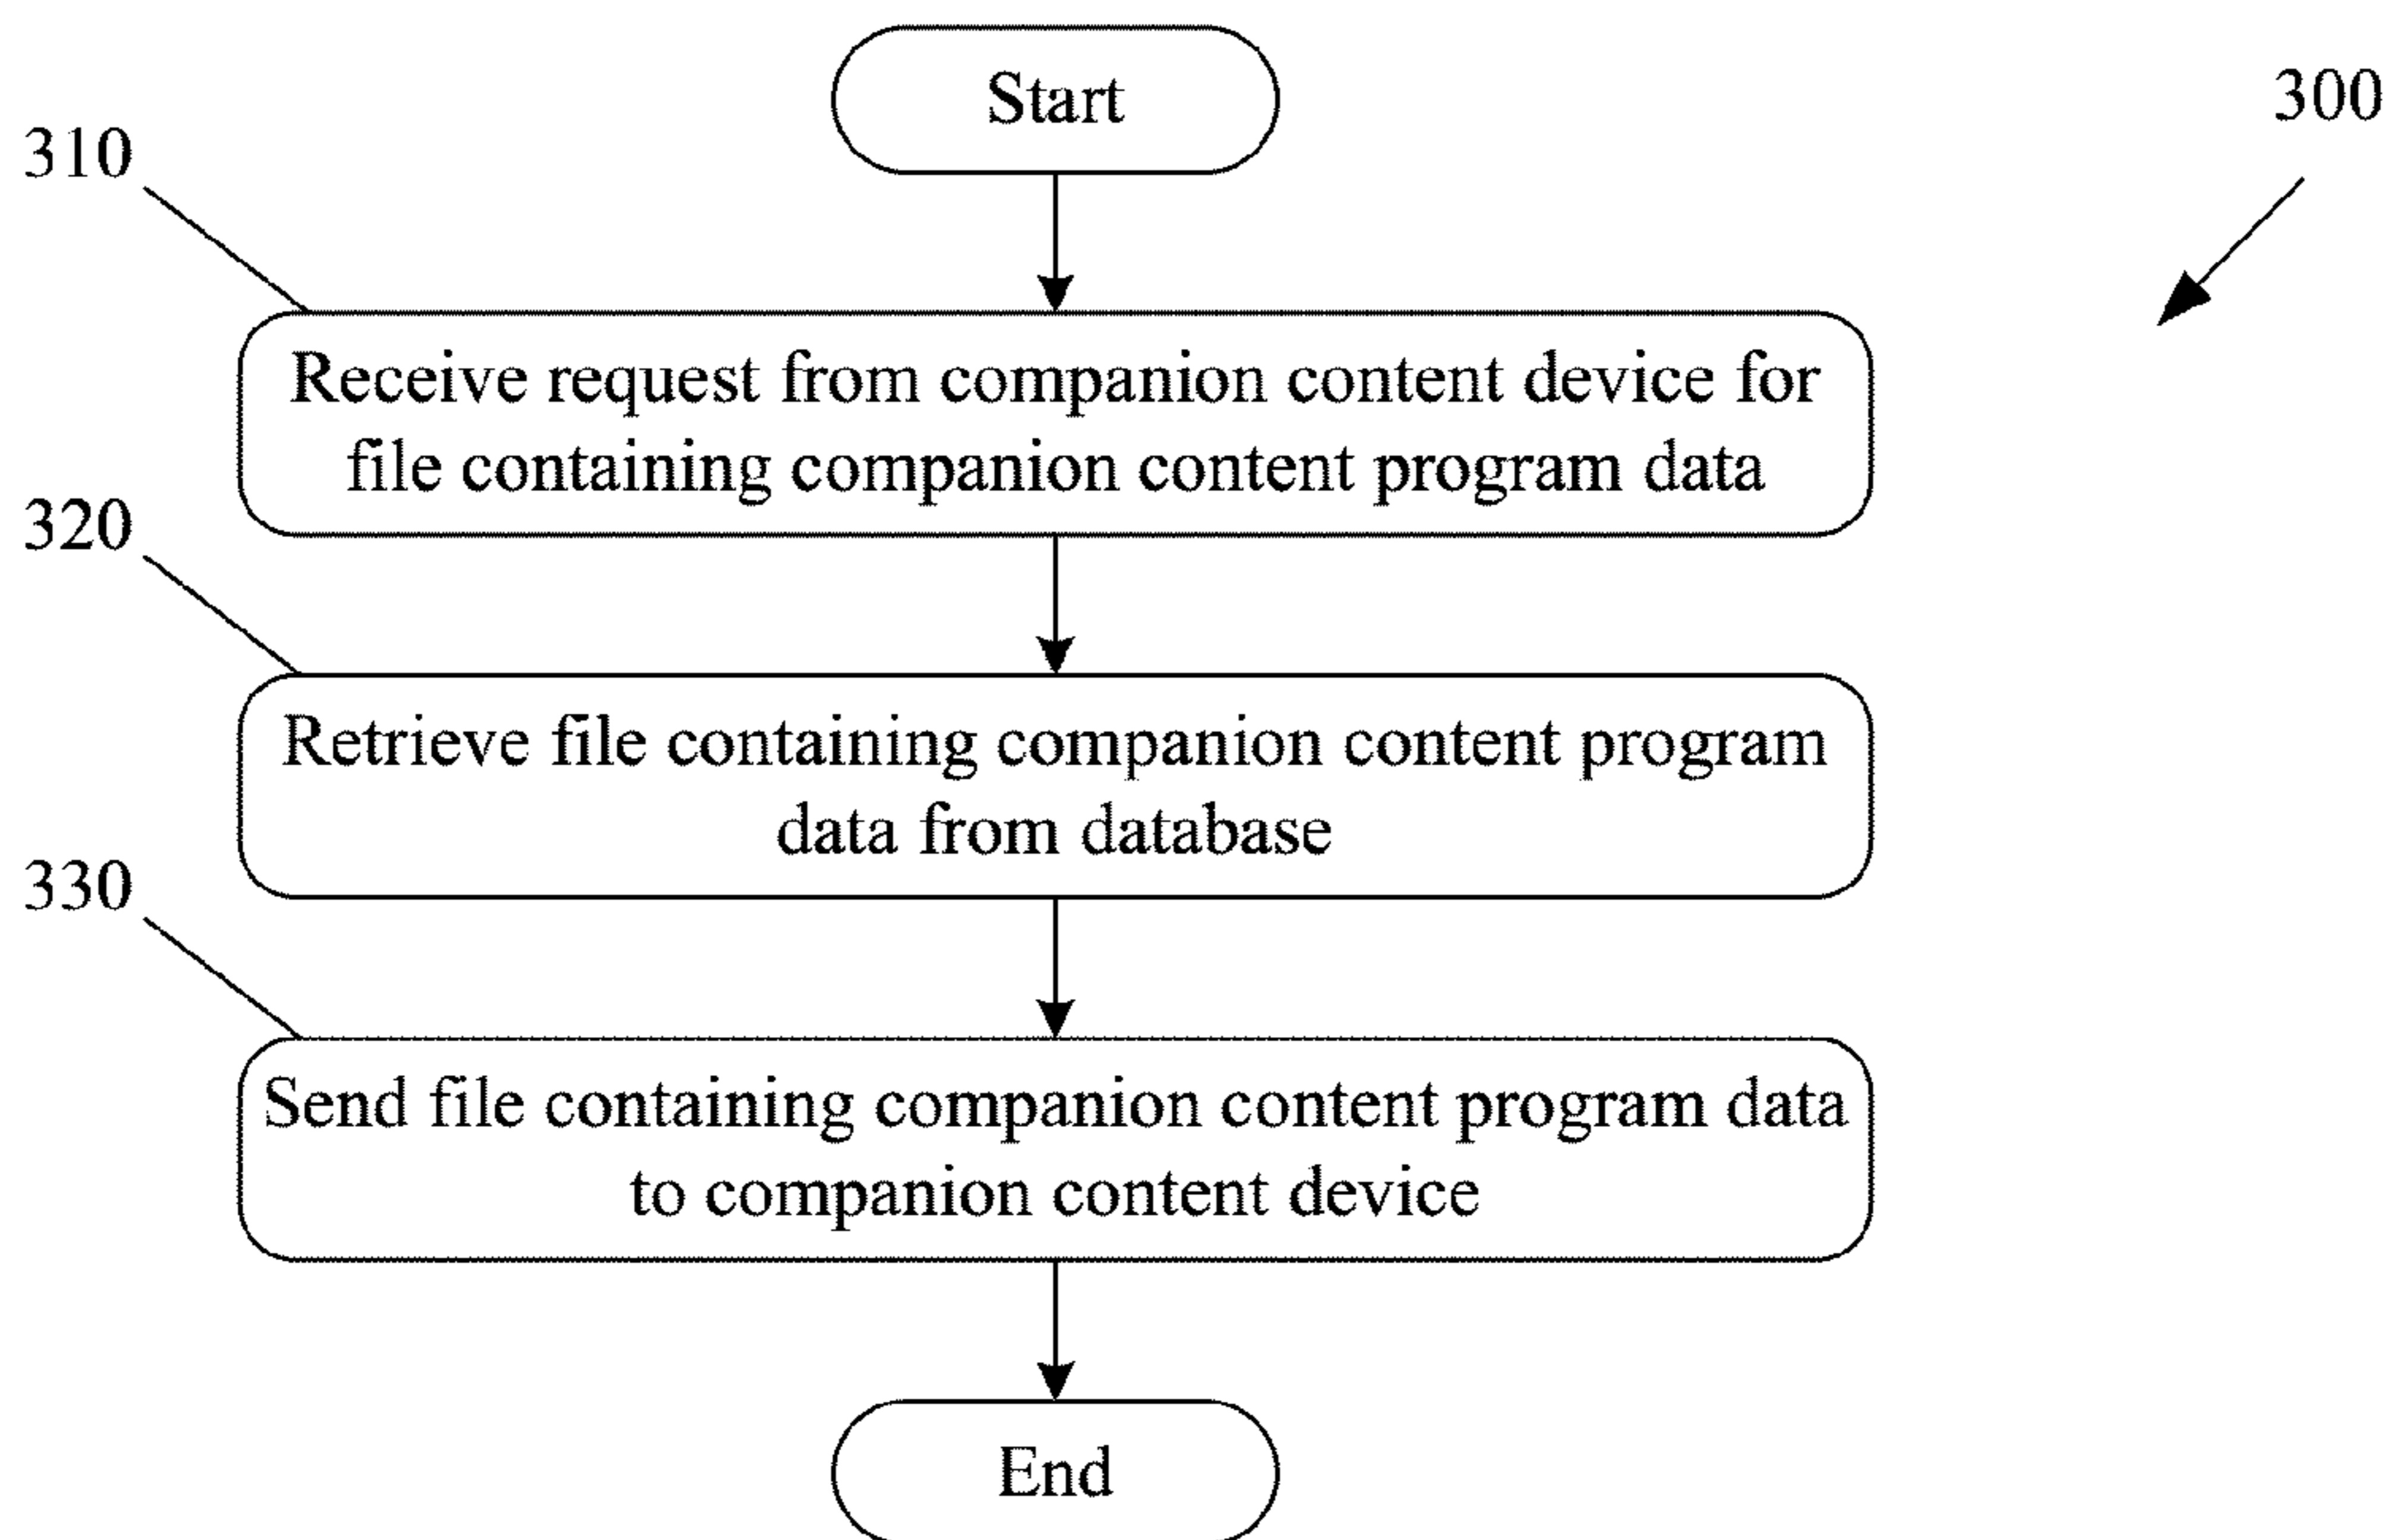 Start
300
310
Receive request from companion content device for
file containing companion content program data
320
Retrieve file containing companion content program
data from database
330
Send file containing companion content program data
to companion content device
End